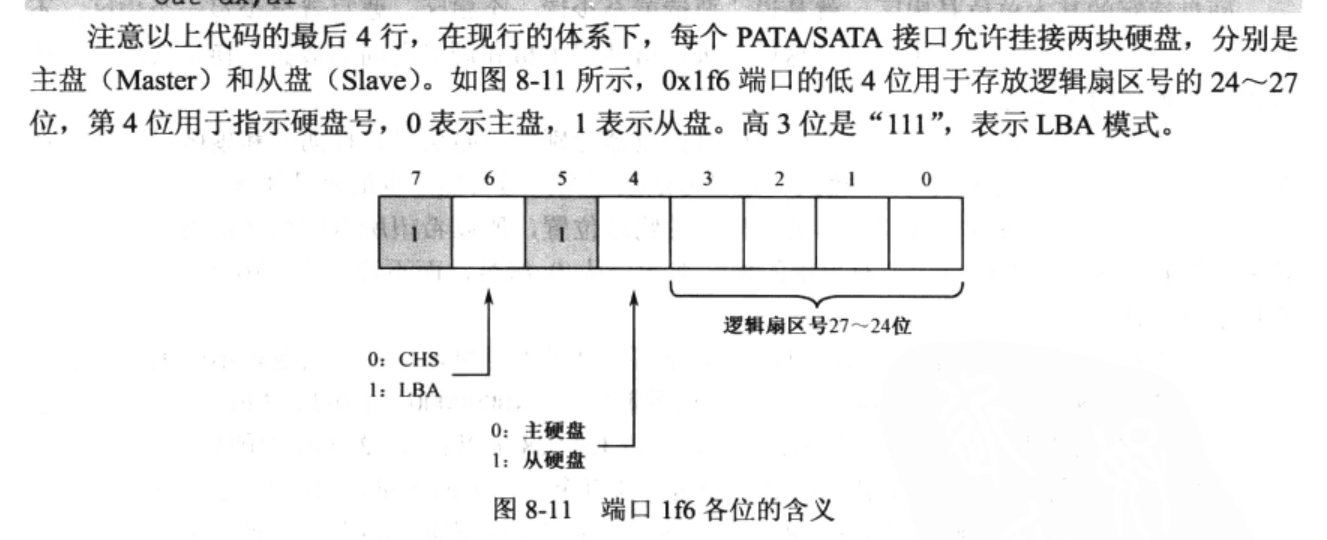 out dx,al
注意以上代码的最后 4 行，在现行的体系下，每个 PATA/SATA 接口允许挂接两块硬盘，分别是
主盘（Master）和从盘（Slave）。如图 8-11 所示，0x1f6 端口的低 4 位用于存放逻辑扇区号的 24～27
位，第 4 位用于指示硬盘号，0 表示主盘，1 表示从盘。高 3 位是“111”，表示 LBA 模式。
7 6 5 4 3 2 1 0
1 1
逻辑扇区号27～24位
0：CHS
1：LBA
0：主硬盘
1：从硬盘
图 8-11 端口 1f6 各位的含义